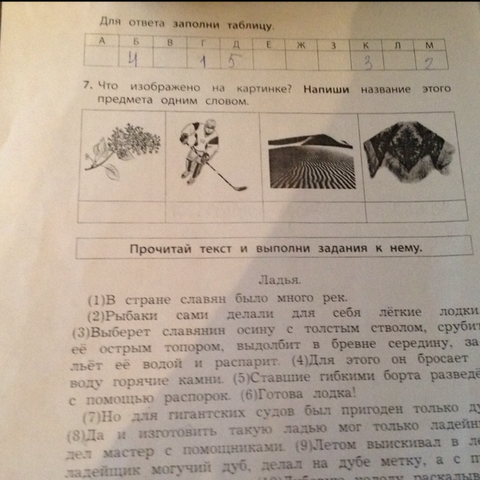 Для ответа заполни таблицу.
А Б В Г Д Е Ж З К Л М
4 1 5 3 2
7. Что изображено на картинке? Напиши название этого
предмета одним словом.
Прочитай текст и выполни задания к нему.
Ладья.
(1)В стране славян было много рек.
(2)Рыбаки сами делали для себя лёгкие лодки.
(3)Выберет славянин осину с толстым стволом, срубит
её острым топором, выдолбит в бревне середину, за
льёт её водой и распарит. (4)Для этого он бросает
воду горячие камни. (5)Ставшие гибкими борта разведё
с помощью распорок. (6)Готова лодка!
(7)Но для гигантских судов был пригоден только ду
(8)Да и изготовить такую ладью мог только ладейн
дел мастер с помощниками. (9)Летом выискивал в ле
ладейщик могучий дуб, делал на дубе метку, а с п
колоду раскалыв